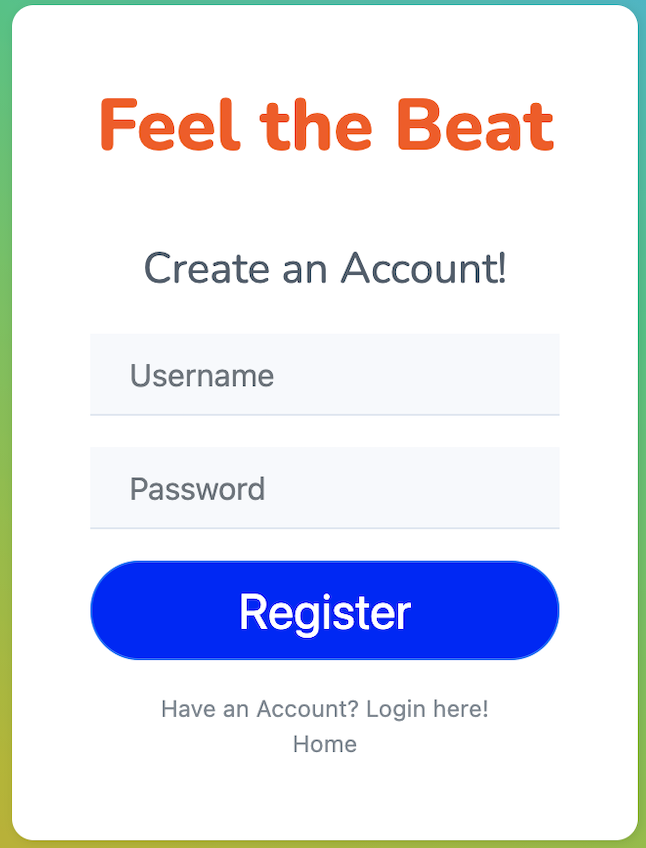 Feel the Beat
Create an Account!
Username
Password
Register
Have an Account? Login here!
Home